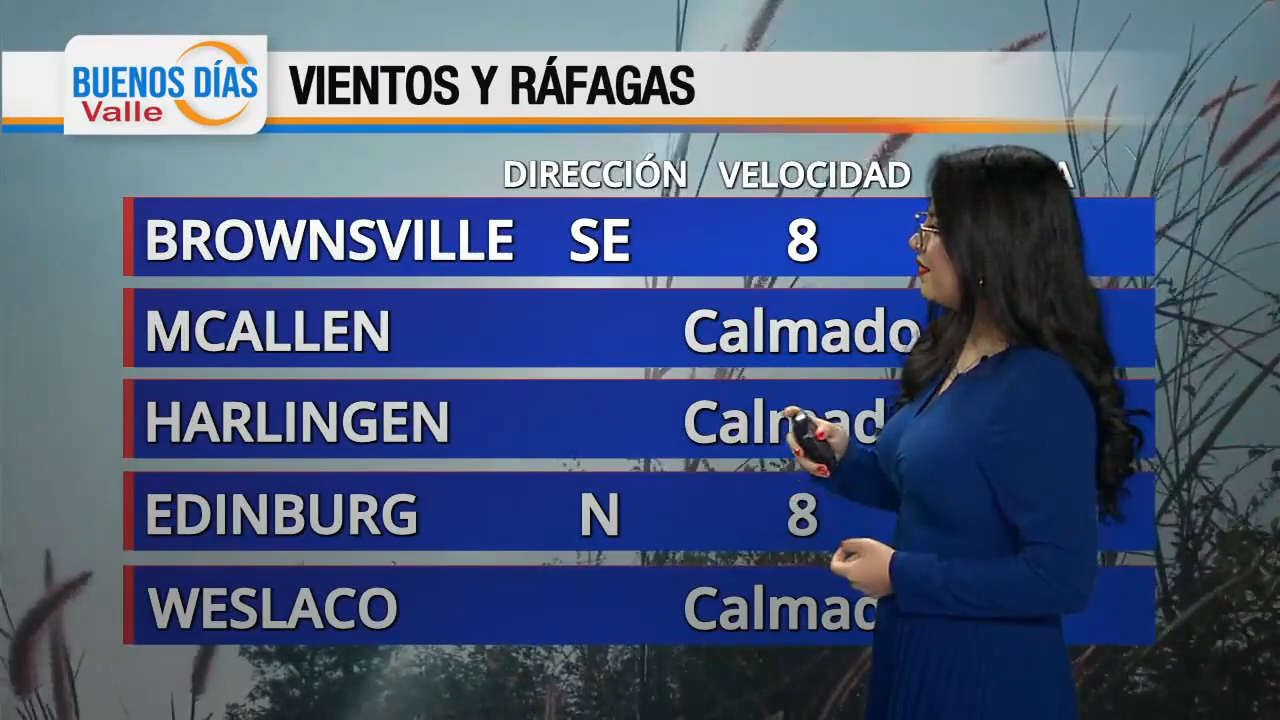 BUENOS DÍAS
Valle
VIENTOS Y RÁFAGAS
DIRECCIÓN VELOCIDAD
BROWNSVILLE SE 8
MCALLEN Calmado
HARLINGEN
EDINBURG N 8
WESLACO